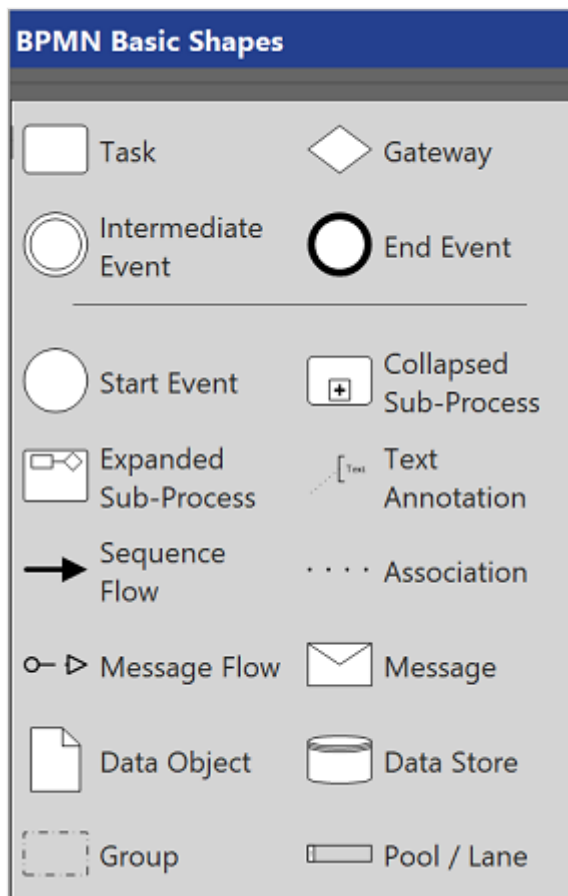 BPMN Basic Shapes
Task
Gateway
Intermediate
Event
End Event
Start Event
Collapsed
Sub-Process
Expanded
Sub-Process
Text
Text
Annotation
Sequence
Flow
Association
Message Flow
Message
Data Object
Data Store
Group
Pool / Lane